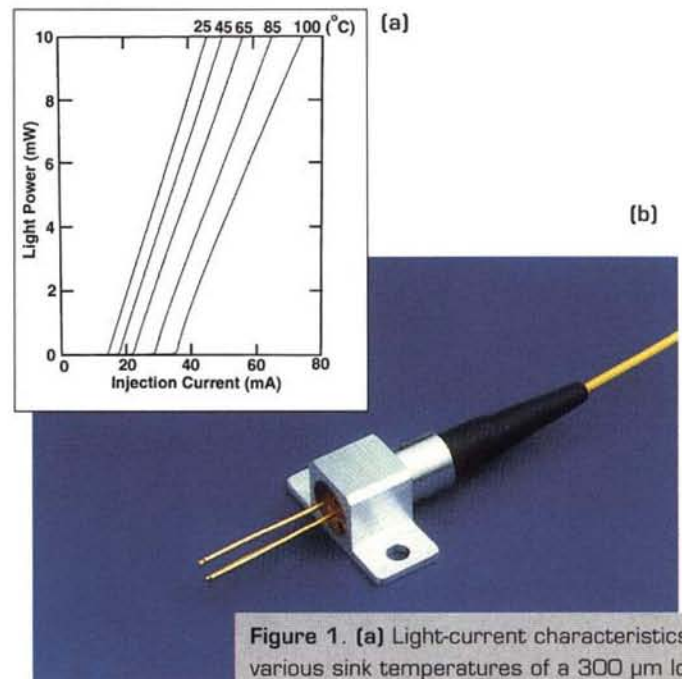 25 45 65 85 100 (°C)
(a)
10
8
6
4
2
0
Light Power (mW)
0 20 40 60 80
Injection Current (mA)
(b)
Figure 1. (a) Light-current characteristics
various sink temperatures of a 300 µm